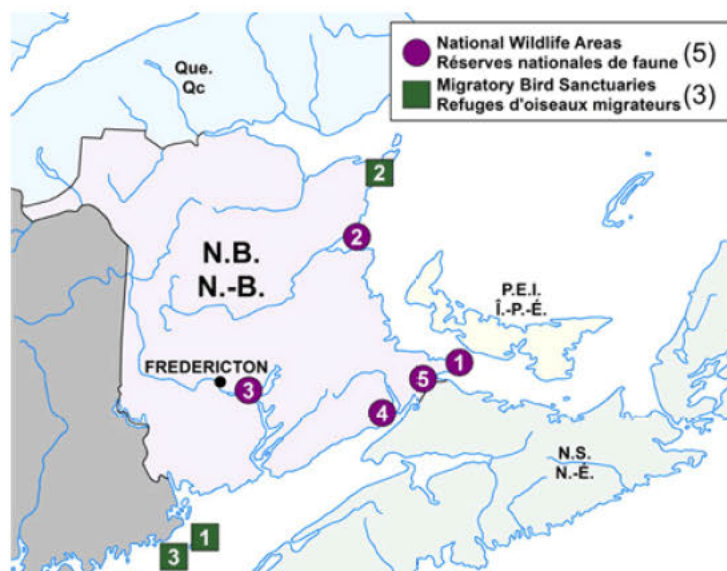 National Wildlife Areas
Réserves nationales de faune (5)
Migratory Bird Sanctuaries
Refuges d'oiseaux migrateurs (3)
Que.
Qc
2
2
N.B.
N.-B.
P.E.I.
Î.-P.-É.
FREDERICTON
1
5
3
4
N.S.
N.-É.
1
3